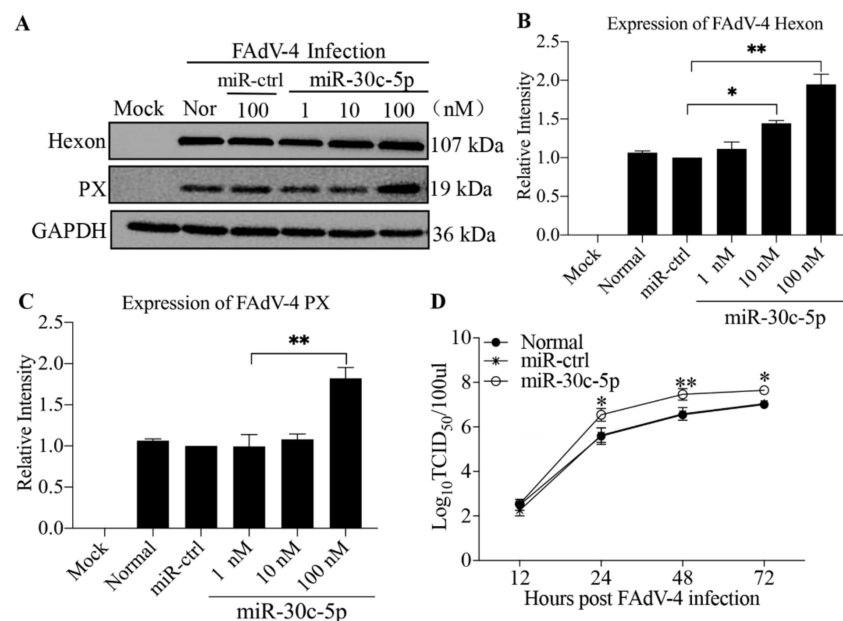 A
FAdV-4 Infection
miR-ctrl miR-30c-5p
Mock Nor 100 1 10 100 (nM)
Hexon 107 kDa
PX 19 kDa
GAPDH 36 kDa
B
Expression of FAdV-4 Hexon
Relative Intensity
2.5
2.0
1.5
1.0
0.5
0.0
**
*
Mock Normal miR-ctrl 1 nM 10 nM 100 nM
miR-30c-5p
C
Expression of FAdV-4 PX
Relative Intensity
2.5
2.0
1.5
1.0
0.5
0.0
**
Mock Normal miR-ctrl 1 nM 10 nM 100 nM
miR-30c-5p
D
Normal
miR-ctrl
miR-30c-5p
Log10TCID50/100ul
10
8
6
4
2
0
* ** *
12 24 48 72
Hours post FAdV-4 infection